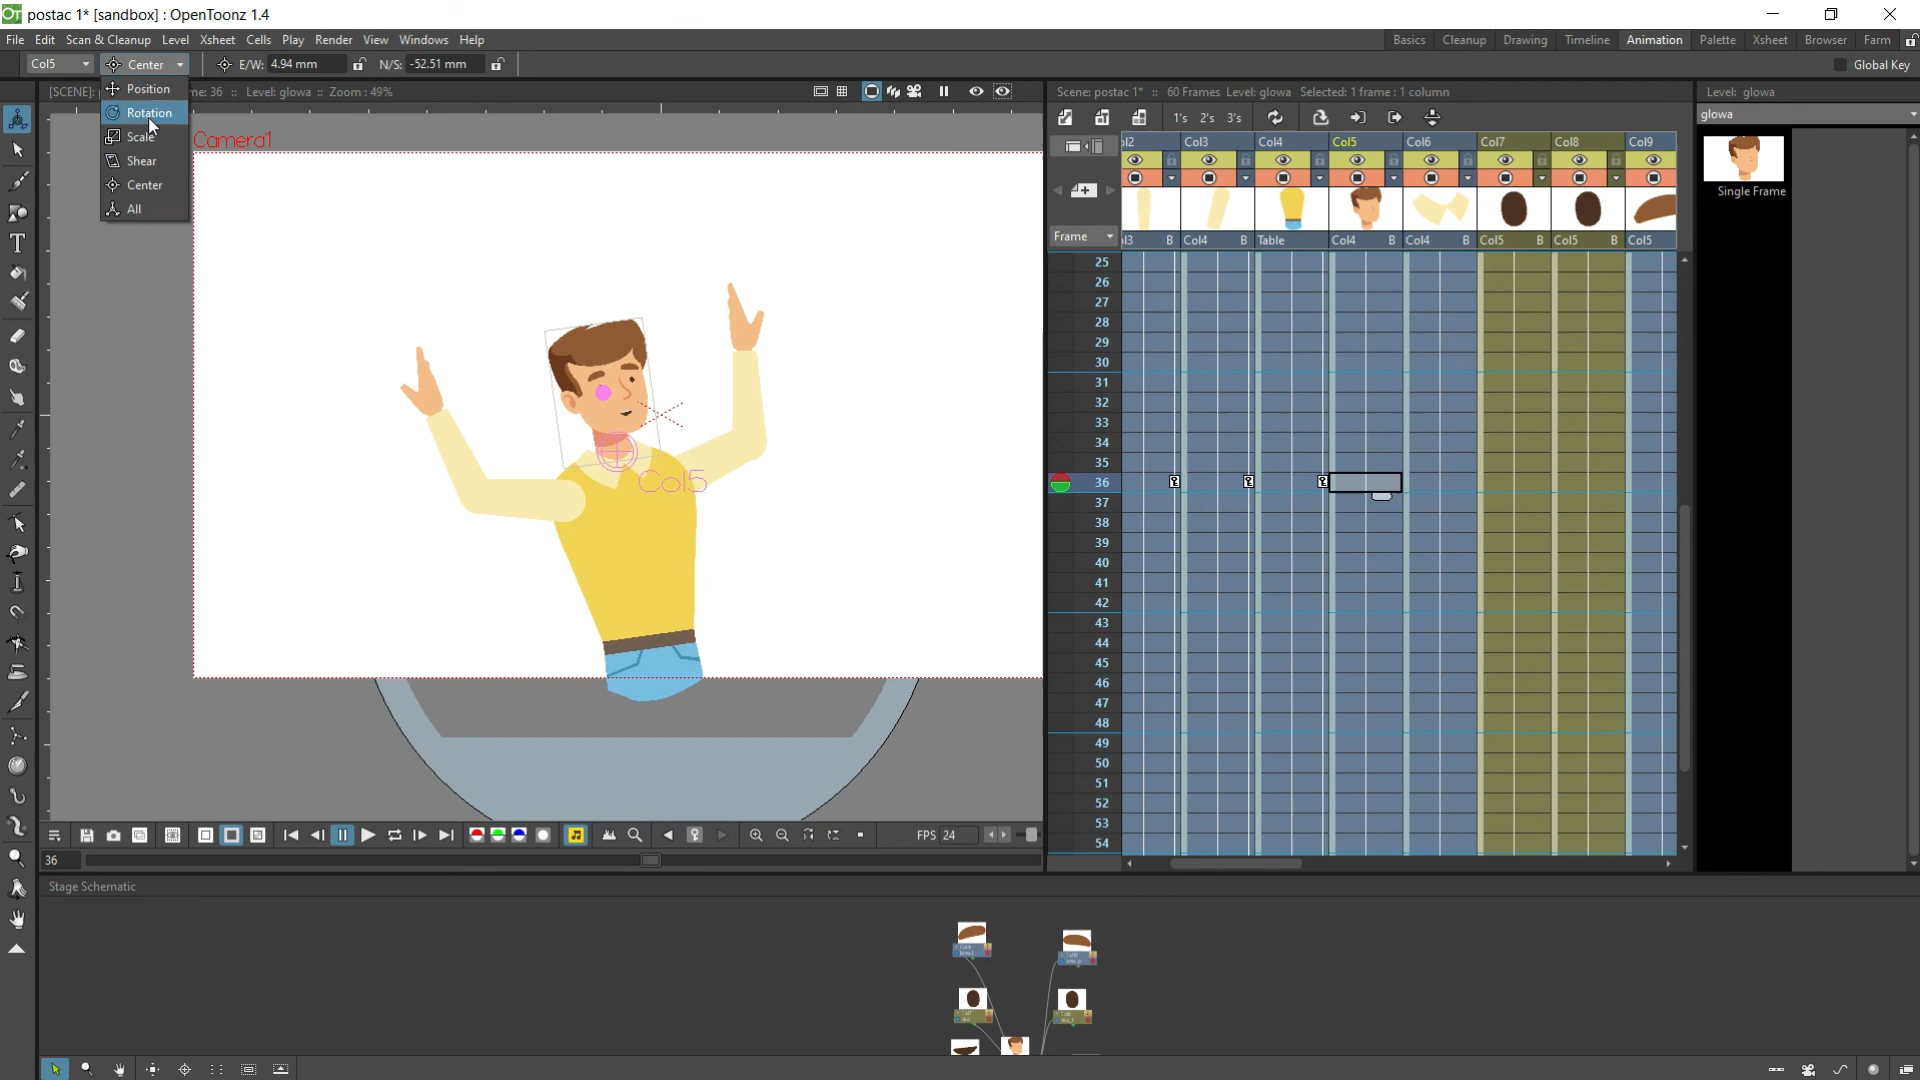 postac 1* [sandbox] : OpenToonz 1.4
File Edit Scan & Cleanup Level Xsheet Cells Play Render View Windows Help
Basics Cleanup Drawing Timeline Animation Palette Xsheet Browser Farm
Col5 Center E/W: 4.94 mm N/S: -52.51 mm Global Key
[SCENE]: me: 36 :: Level: glowa :: Zoom : 49%
Scene: postac 1* :: 60 Frames Level: glowa Selected: 1 frame : 1 column
Level: glowa
Position
Rotation
Scale
Shear
Center
All
glowa
Single Frame
1's 2's 3's
Camera1
Col3 Col4 Col5 Col6 Col7 Col8 Col9
Frame
B Col4 B Table Col4 B Col4 B Col5 B Col5 B Col5
25
26
27
28
29
30
31
32
33
34
35
36
37
38
39
40
41
42
43
44
45
46
47
48
49
50
51
52
53
54
Col5
FPS 24
36
Stage Schematic